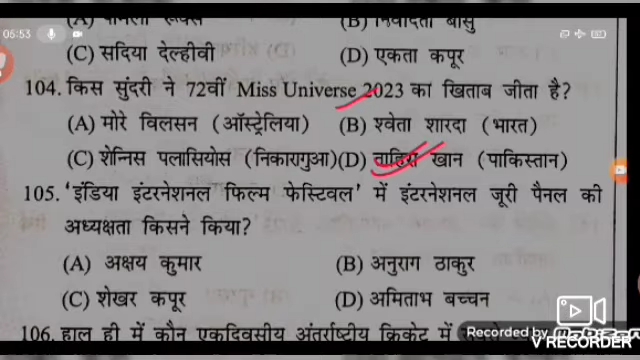 05:53
(B) निवेदिता बासु
(C) सदिया देल्हीवी (D) एकता कपूर
104. किस सुंदरी ने 72वीं Miss Universe 2023 का खिताब जीता है?
(A) मोरे विलसन (ऑस्ट्रेलिया) (B) श्वेता शारदा (भारत)
(C) शेन्निस पलासियोस (निकारागुआ) (D) खान (पाकिस्तान)
105. 'इंडिया इंटरनेशनल फिल्म फेस्टिवल' में इंटरनेशनल जूरी पैनल की
अध्यक्षता किसने किया?
(A) अक्षय कुमार (B) अनुराग ठाकुर
(C) शेखर कपूर (D) अमिताभ बच्चन
106. हाल ही में कौन एकदिवसीय अंतर्राष्ट्रीय क्रिकेट में
Recorded by
V RECORDER